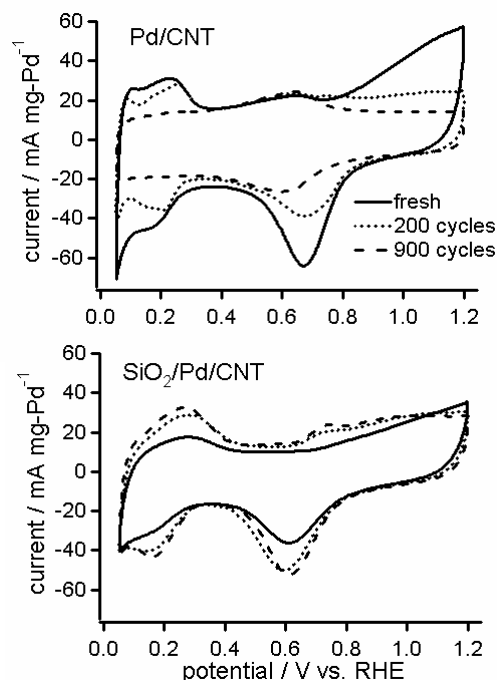 60
Pd/CNT
40
20
0
-20
-40
-60
current / mA mg-Pd⁻¹
fresh
200 cycles
900 cycles
0.0 0.2 0.4 0.6 0.8 1.0 1.2
60
SiO₂/Pd/CNT
40
20
0
-20
-40
-60
current / mA mg-Pd⁻¹
0.0 0.2 0.4 0.6 0.8 1.0 1.2
potential / V vs. RHE